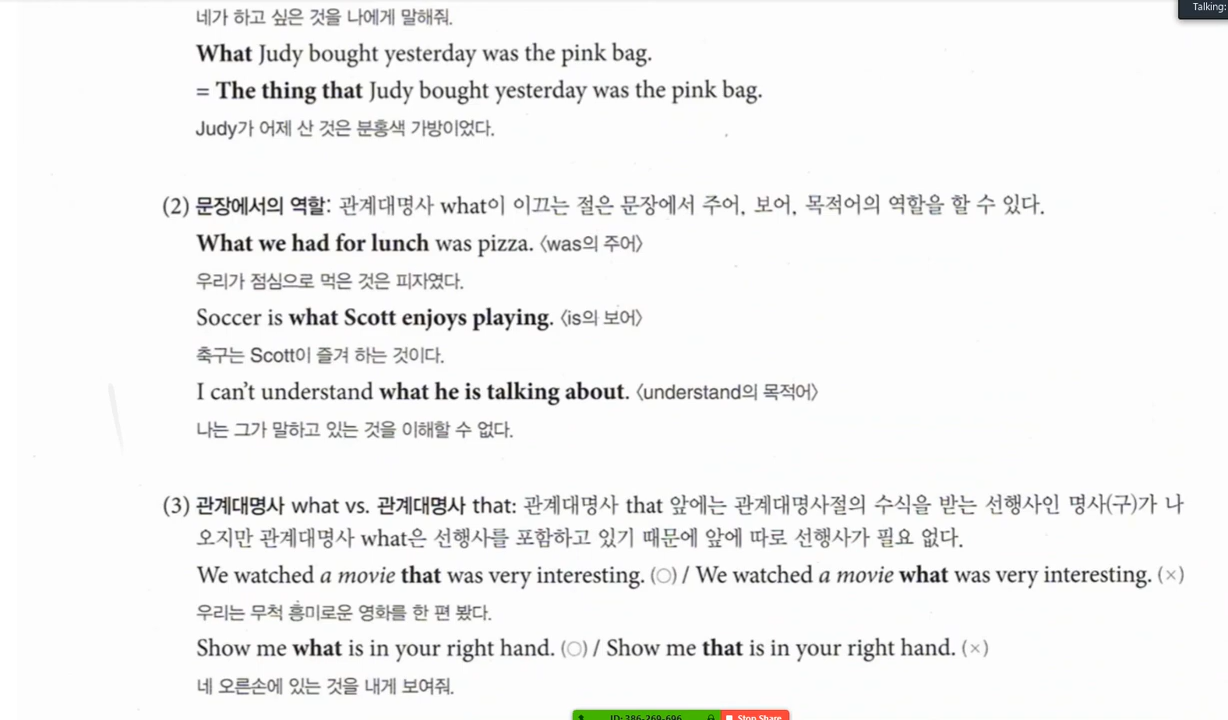 Talking:
네가 하고 싶은 것을 나에게 말해줘.
What Judy bought yesterday was the pink bag.
= The thing that Judy bought yesterday was the pink bag.
Judy가 어제 산 것은 분홍색 가방이었다.
(2) 문장에서의 역할: 관계대명사 what이 이끄는 절은 문장에서 주어, 보어, 목적어의 역할을 할 수 있다.
What we had for lunch was pizza. 〈was의 주어〉
우리가 점심으로 먹은 것은 피자였다.
Soccer is what Scott enjoys playing. 〈is의 보어〉
축구는 Scott이 즐겨 하는 것이다.
I can't understand what he is talking about. 〈understand의 목적어〉
나는 그가 말하고 있는 것을 이해할 수 없다.
(3) 관계대명사 what vs. 관계대명사 that: 관계대명사 that 앞에는 관계대명사절의 수식을 받는 선행사인 명사(구)가 나
오지만 관계대명사 what은 선행사를 포함하고 있기 때문에 앞에 따로 선행사가 필요 없다.
We watched a movie that was very interesting. (○) / We watched a movie what was very interesting. (×)
우리는 무척 흥미로운 영화를 한 편 봤다.
Show me what is in your right hand. (○) / Show me that is in your right hand. (×)
네 오른손에 있는 것을 내게 보여줘.
ID: 386-269-696 Stop Share